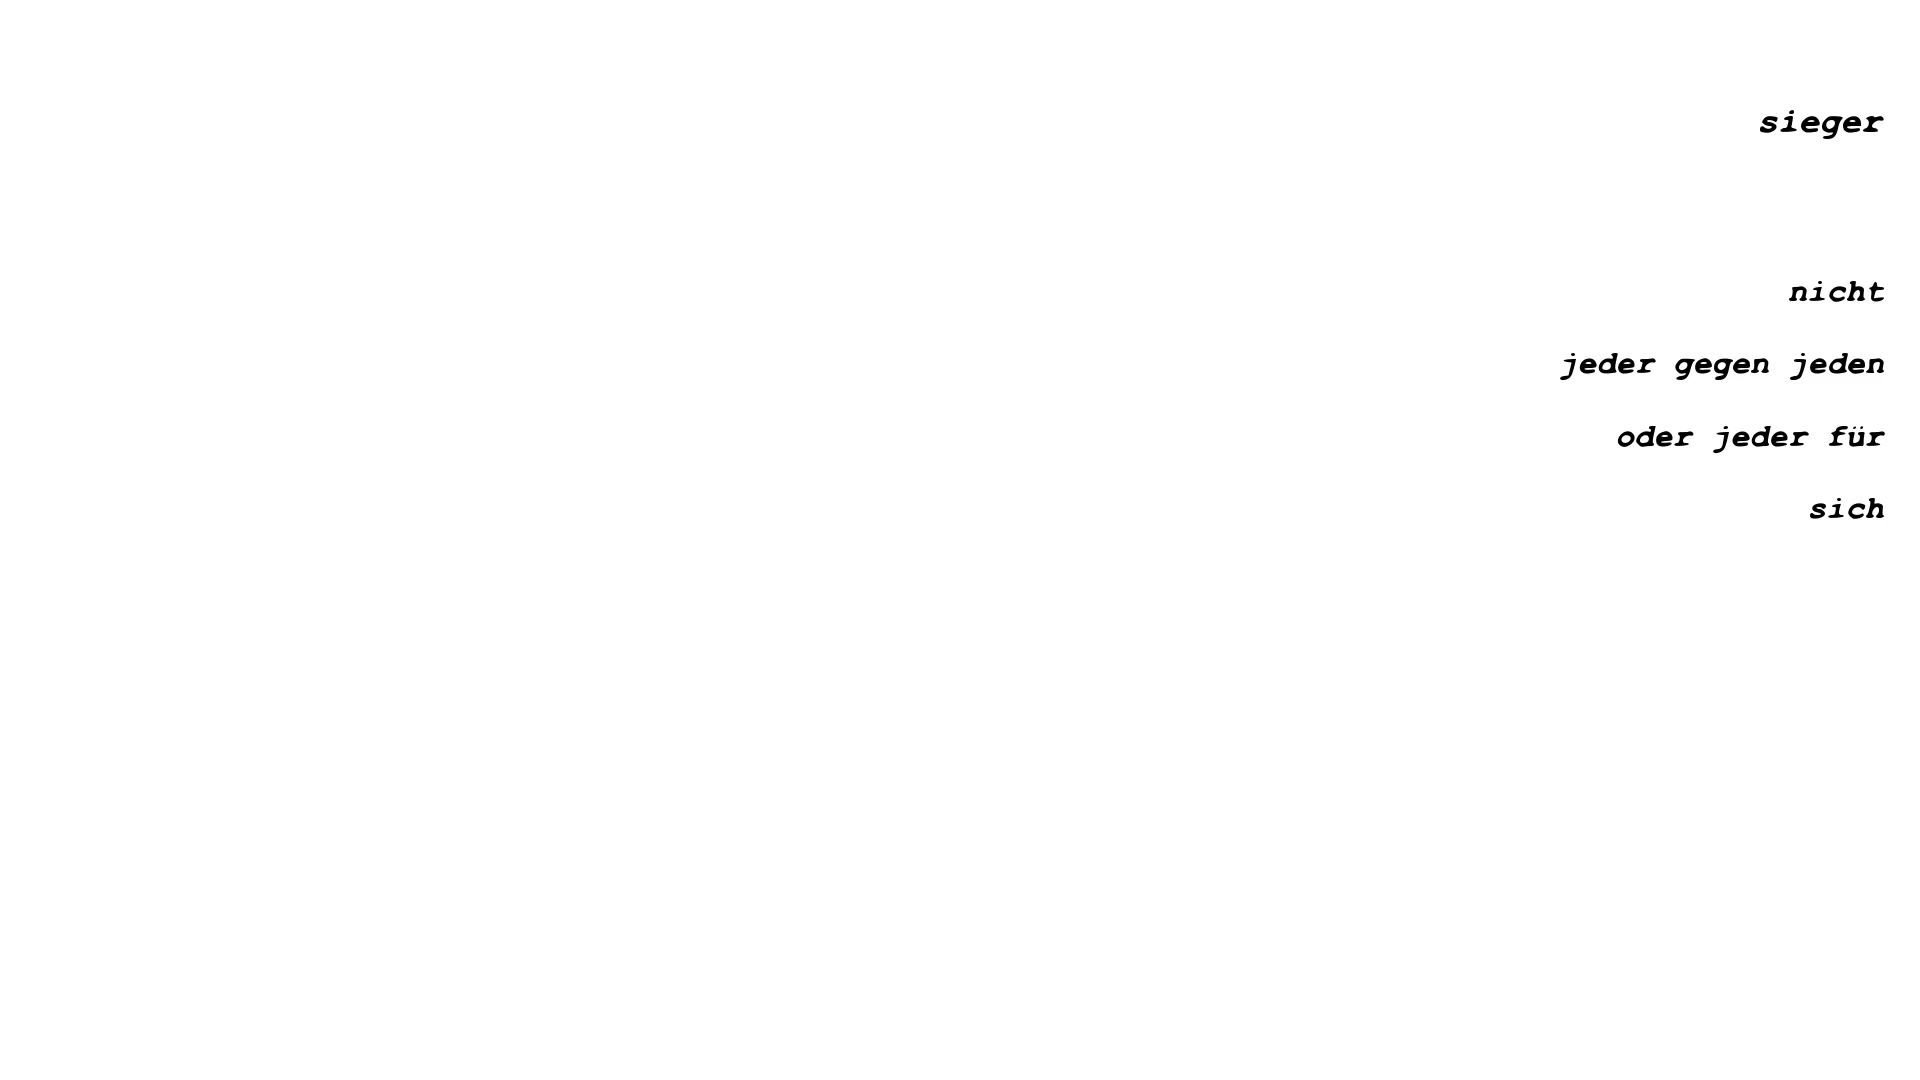 sieger
nicht
jeder gegen jeden
oder jeder für
sich